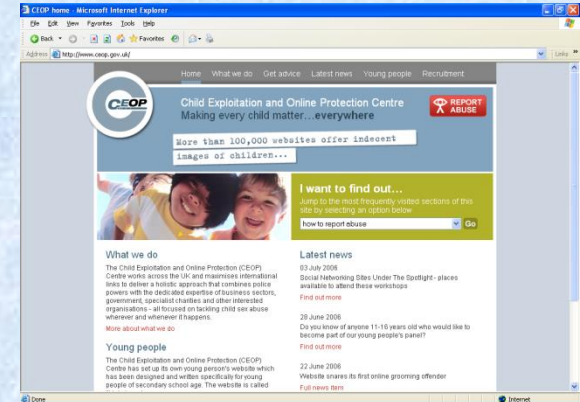 CEOP home - Microsoft Internet Explorer
File Edit View Favorites Tools Help
Back Favorites
Address http://www.ceop.gov.uk/ Links
Home What we do Get advice Latest news Young people Recruitment
CEOP
Child Exploitation and Online Protection Centre
Making every child matter...everywhere
REPORT
ABUSE
More than 100,000 websites offer indecent
images of children...
I want to find out...
Jump to the most frequently visited sections of this
site by selecting an option below
how to report abuse Go
What we do
The Child Exploitation and Online Protection (CEOP)
Centre works across the UK and maximises international
links to deliver a holistic approach that combines police
powers with the dedicated expertise of business sectors,
government, specialist charities and other interested
organisations - all focused on tackling child sex abuse
wherever and whenever it happens.
More about what we do
Young people
The Child Exploitation and Online Protection (CEOP)
Centre has set up its own young person's website which
has been designed and written specifically for young
people of secondary school age. The website is called
Latest news
03 July 2006
Social Networking Sites Under The Spotlight - places
available to attend these workshops
Find out more
28 June 2006
Do you know of anyone 11-16 years old who would like to
become part of our young people's panel?
Find out more
22 June 2006
Website snares its first online grooming offender
Full news item
Done Internet